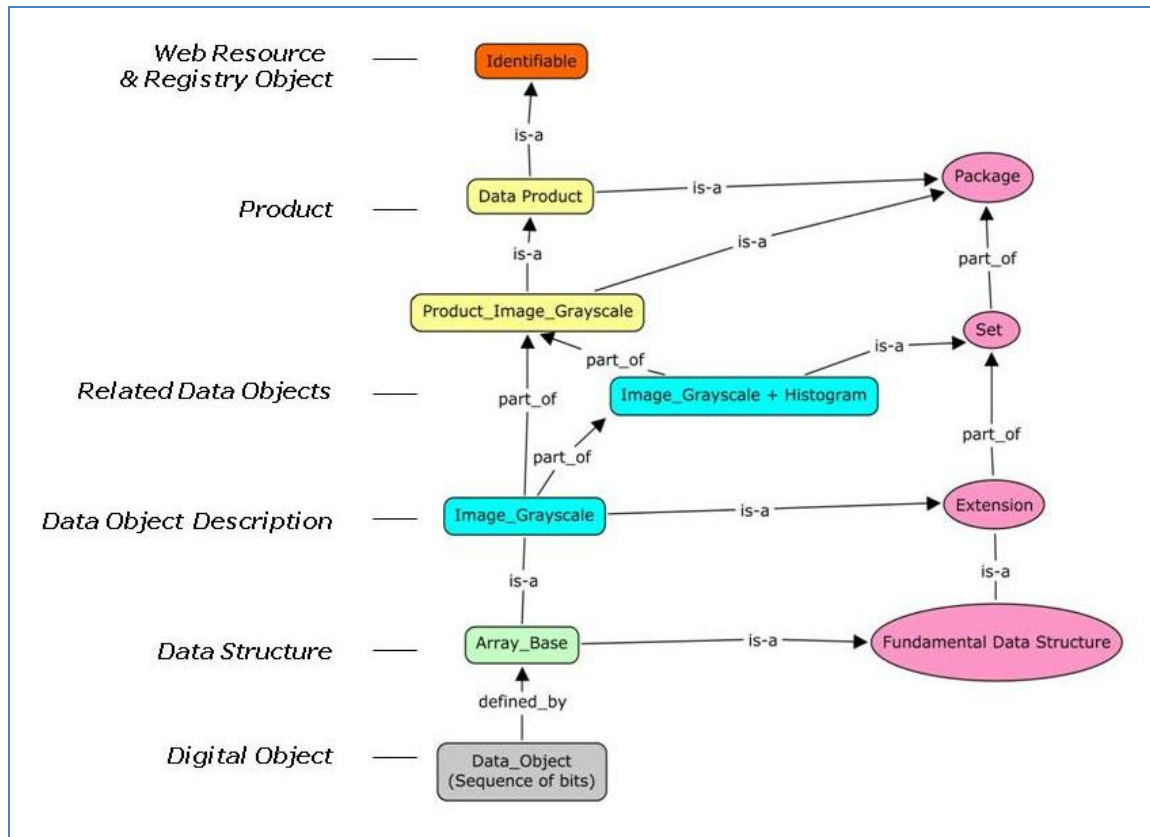 Web Resource
& Registry Object
Identifiable
is-a
Product
Data Product
is-a
Package
is-a
is-a
part_of
Product_Image_Grayscale
Set
part_of
is-a
Related Data Objects
part_of
Image_Grayscale + Histogram
part_of
part_of
Data Object Description
Image_Grayscale
is-a
Extension
is-a
is-a
Data Structure
Array_Base
is-a
Fundamental Data Structure
defined_by
Digital Object
Data_Object
(Sequence of bits)